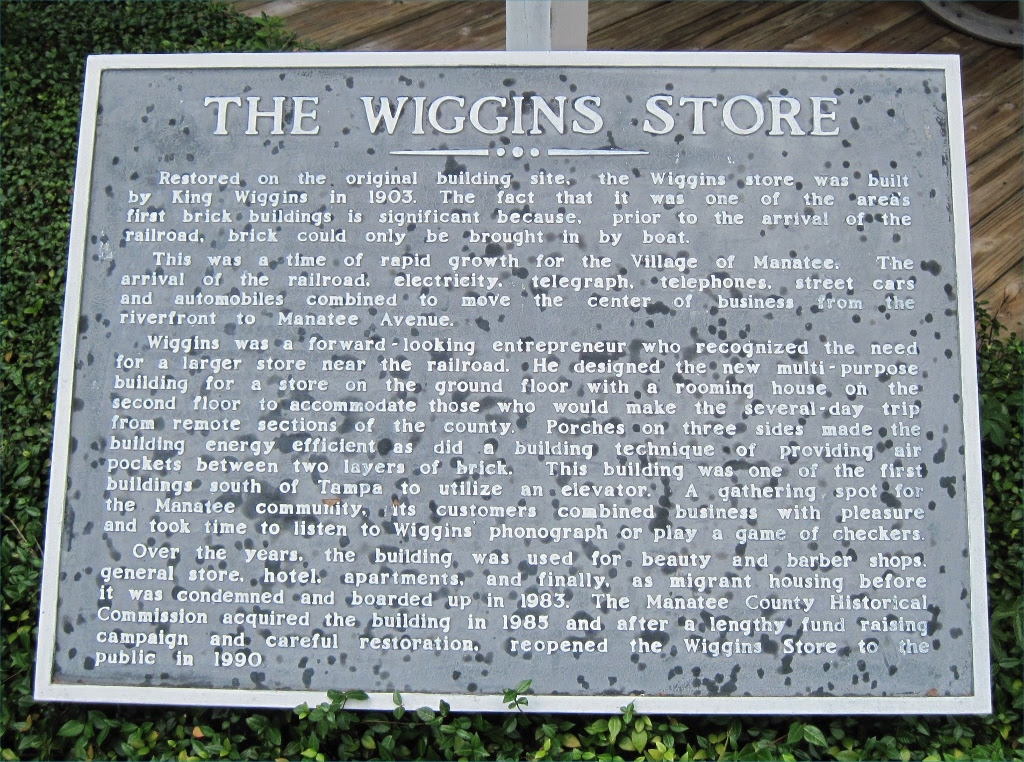 THE WIGGINS STORE
Restored on the original building site, the Wiggins store was built
by King Wiggins in 1903. The fact that it was one of the area's
first brick buildings is significant because, prior to the arrival of the
railroad, brick could only be brought in by boat.
This was a time of rapid growth for the Village of Manatee. The
arrival of the railroad, electricity, telegraph, telephones, street cars
and automobiles combined to move the center of business from the
riverfront to Manatee Avenue.
Wiggins was a forward-looking entrepreneur who recognized the need
for a larger store near the railroad. He designed the new multi-purpose
building for a store on the ground floor with a rooming house on the
second floor to accommodate those who would make the several-day trip
from remote sections of the county. Porches on three sides made the
building energy efficient as did a building technique of providing air
pockets between two layers of brick. This building was one of the first
buildings south of Tampa to utilize an elevator. A gathering spot for
the Manatee community, its customers combined business with pleasure
and took time to listen to Wiggins' phonograph or play a game of checkers.
Over the years, the building was used for beauty and barber shops,
general store, hotel, apartments, and finally, as migrant housing before
it was condemned and boarded up in 1983. The Manatee County Historical
Commission acquired the building in 1985 and after a lengthy fund raising
campaign and careful restoration, reopened the Wiggins Store to the
public in 1990